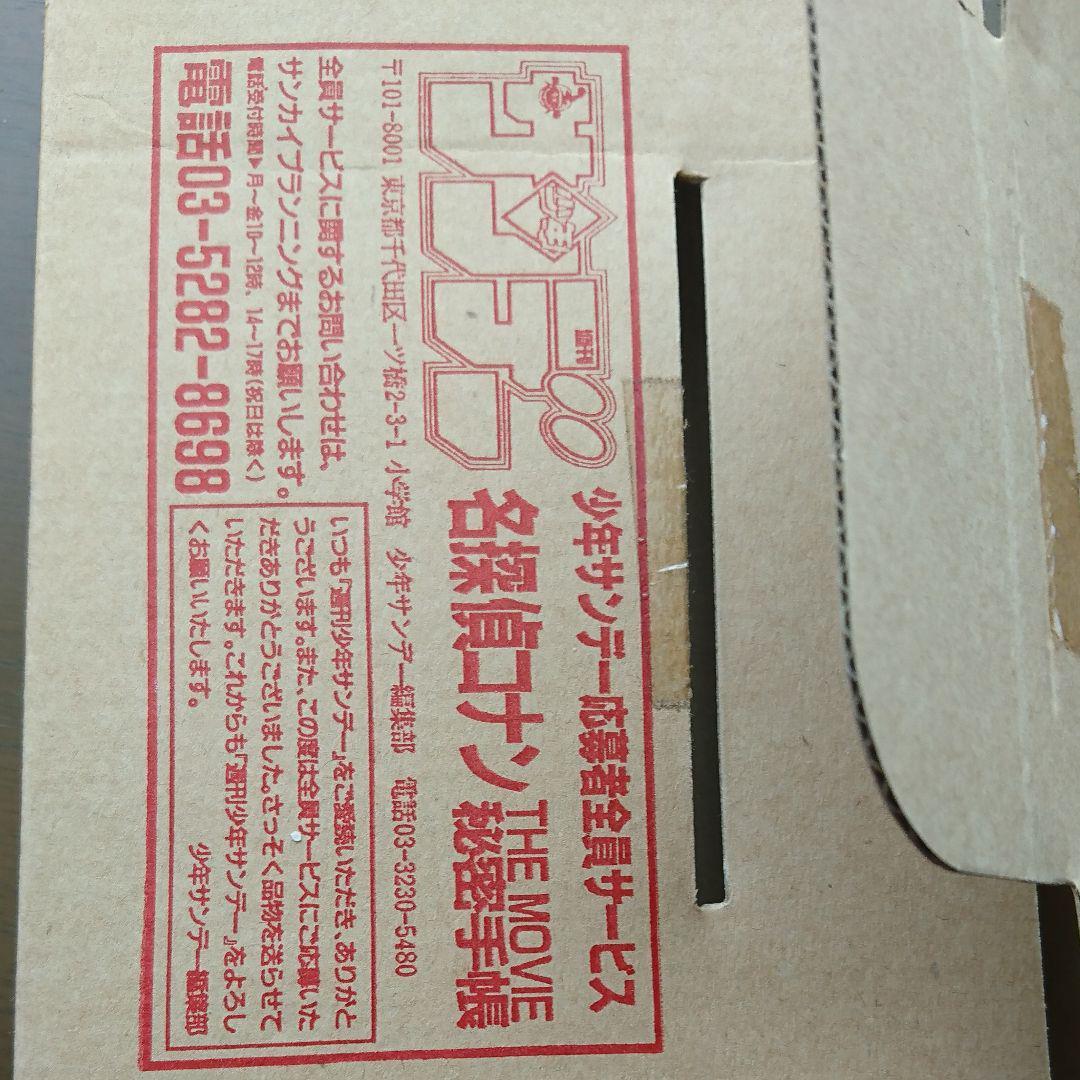 少年サンデー応募者全員サービス
週刊
少年
サンデー
名探偵コナン THE MOVIE 秘密手帳
〒101-8001 東京都千代田区一ツ橋2-3-1 小学館 少年サンデー編集部 電話03-3230-5480
全員サービスに関するお問い合わせは、
サンカイプランニングまでお願いします。
電話受付時間▶月〜金10〜12時、14〜17時(祝日は除く)
電話03-5282-8698
いつも「週刊少年サンデー」をご愛読いただき、ありがと
うございます。また、この度は全員サービスにご応募いた
だきありがとうございました。さっそく品物を送らせて
いただきます。これからも「週刊少年サンデー」をよろし
くお願いいたします。
少年サンデー編集部